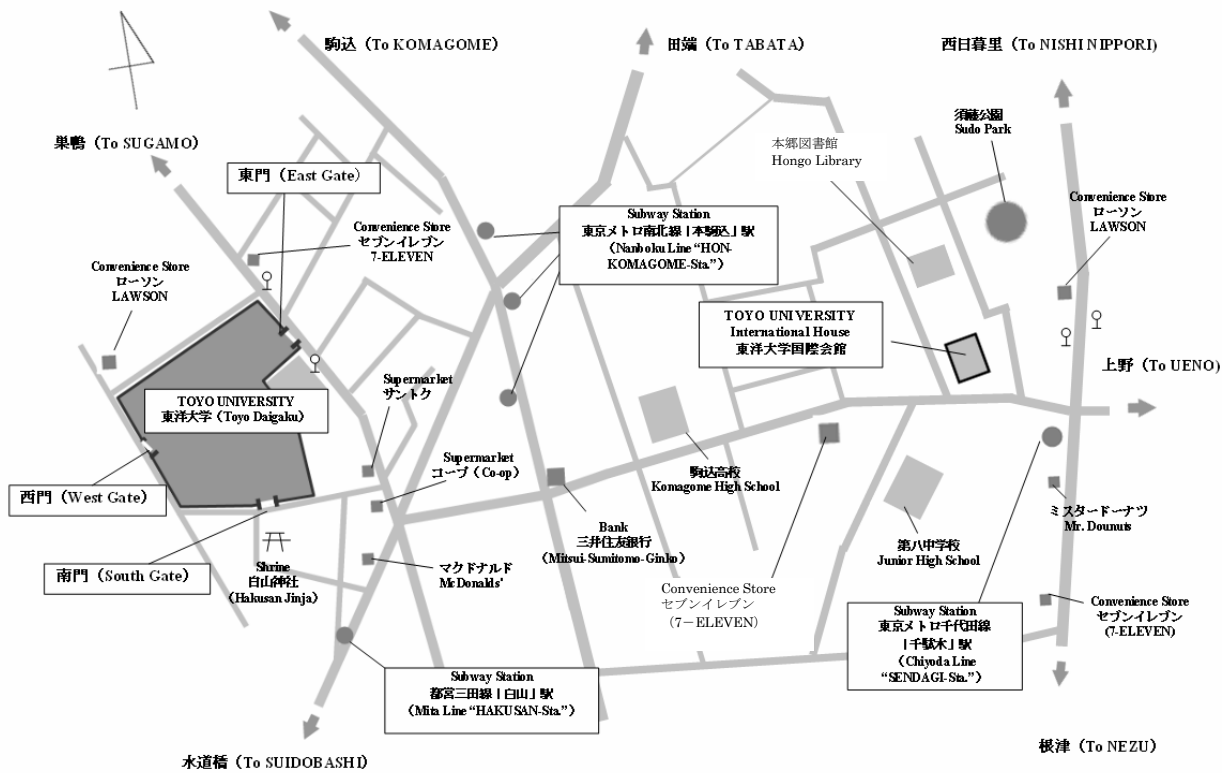 駒込（To KOMAGOME）
田端（To TABATA）
西日暮里（To NISHI NIPPORI）
巣鴨（To SUGAMO）
東門（East Gate）
Convenience Store
セブンイレブン
7-ELEVEN
Convenience Store
ローソン
LAWSON
Subway Station
東京メトロ南北線「本駒込」駅
（Nanboku Line “HON-
KOMAGOME-Sta.”）
本郷図書館
Hongo Library
須藤公園
Sudo Park
Convenience Store
ローソン
LAWSON
TOYO UNIVERSITY
International House
東洋大学国際会館
上野（To UENO）
TOYO UNIVERSITY
東洋大学（Toyo Daigaku）
Supermarket
サントク
Supermarket
コープ（Co-op）
西門（West Gate）
南門（South Gate）
Shrine
白山神社
（Hakusan Jinja）
マクドナルド
McDonalds'
Bank
三井住友銀行
（Mitsui-Sumitomo-Ginko）
駒込高校
Komagome High School
Convenience Store
セブンイレブン
（7－ELEVEN）
第八中学校
Junior High School
ミスタードーナツ
Mr. Dounuts
Convenience Store
セブンイレブン
(7-ELEVEN)
Subway Station
東京メトロ千代田線
「千駄木」駅
（Chiyoda Line
“SENDAGI-Sta.”）
Subway Station
都営三田線「白山」駅
（Mita Line “HAKUSAN-Sta.”）
水道橋（To SUIDOBASHI）
根津（To NEZU）